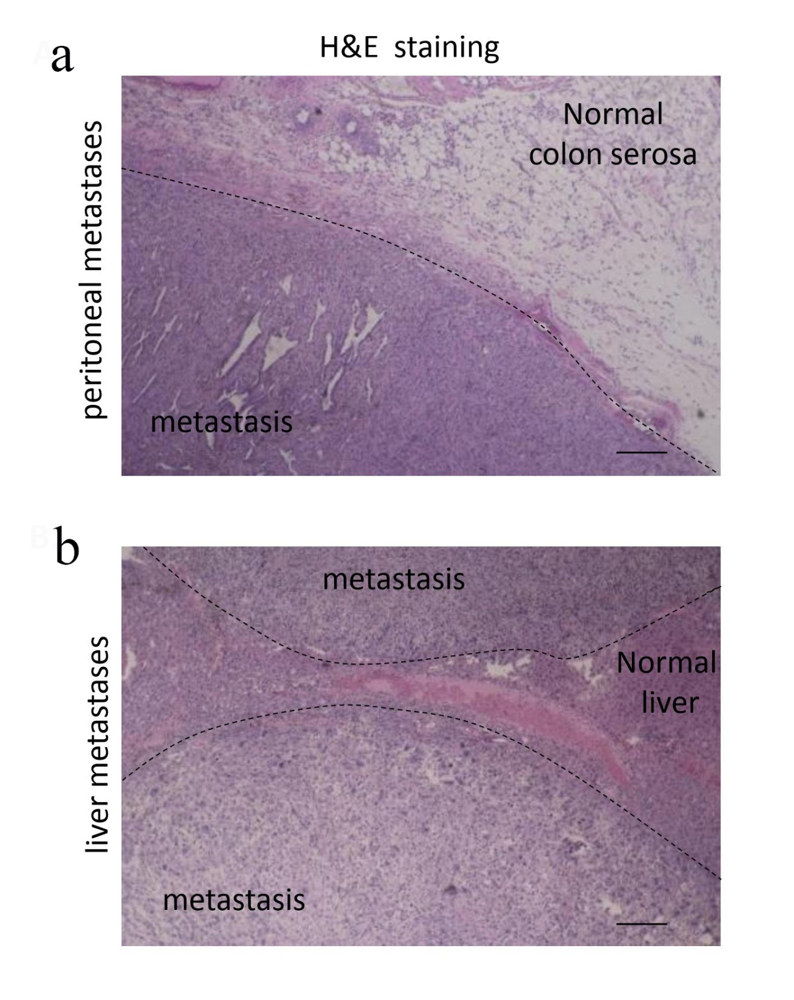 H&E staining
A
a
peritoneal metastases
Normal
colon serosa
metastasis
B
b
liver metastases
metastasis
Normal
liver
metastasis